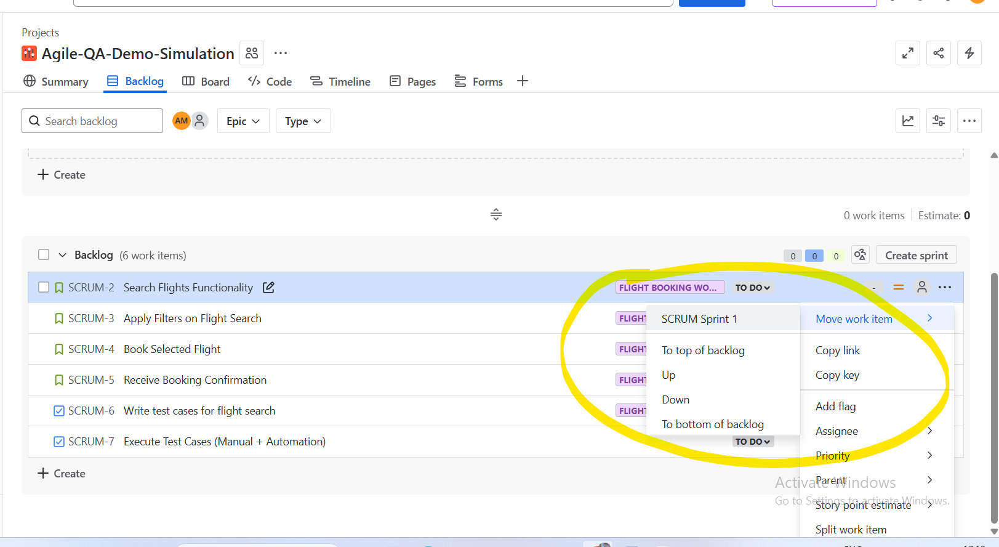 Projects
Agile-QA-Demo-Simulation
Summary Backlog Board Code Timeline Pages Forms
Search backlog AM Epic Type
Create
0 work items Estimate: 0
Backlog (6 work items) 0 0 0 Create sprint
SCRUM-2 Search Flights Functionality FLIGHT BOOKING WO... TO DO -
SCRUM-3 Apply Filters on Flight Search FLIGHT SCRUM Sprint 1 Move work item
SCRUM-4 Book Selected Flight FLIGHT To top of backlog Copy link
SCRUM-5 Receive Booking Confirmation FLIGHT Up Copy key
Down Add flag
SCRUM-6 Write test cases for flight search FLIGHT To bottom of backlog Assignee
SCRUM-7 Execute Test Cases (Manual + Automation) TO DO
Priority
Create
Parent
Activate Windows
Go to Settings to activate Windows.
Story point estimate
Split work item